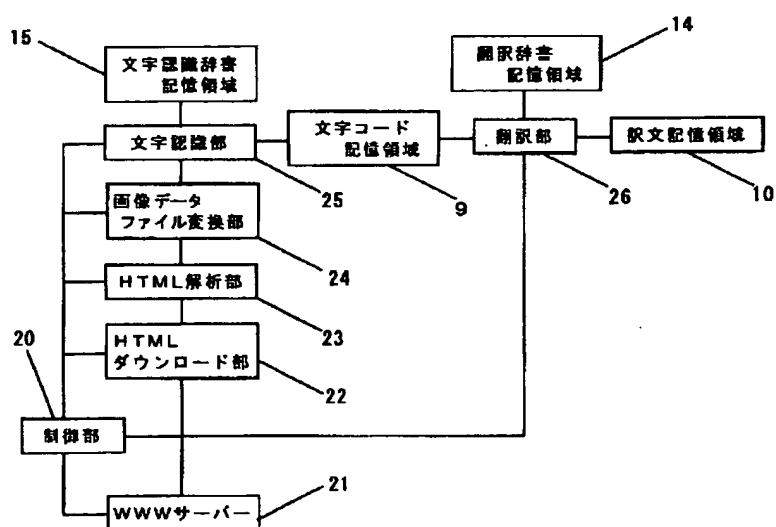 15
文字認識辞書
記憶領域
14
翻訳辞書
記憶領域
文字認識部
25
文字コード
記憶領域
9
翻訳部
26
訳文記憶領域
10
画像データ
ファイル変換部
24
HTML解析部
23
20
HTML
ダウンロード部
22
制御部
WWWサーバー
21